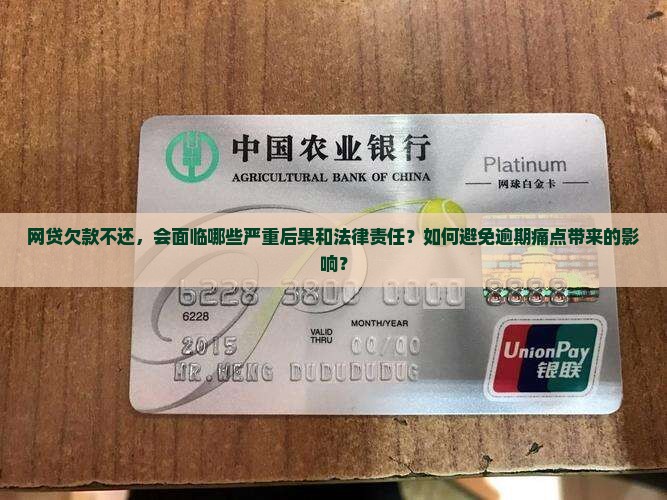 中国农业银行
AGRICULTURAL BANK OF CHINA
Platinum
网球白金卡
网贷欠款不还，会面临哪些严重后果和法律责任？如何避免逾期痛点带来的影
响？
6228 3800 0000 8888
6228
VALID
THRU
MONTH/YEAR
2015 00/00
MR.WENG DUDUDUDUG
UnionPay
银联